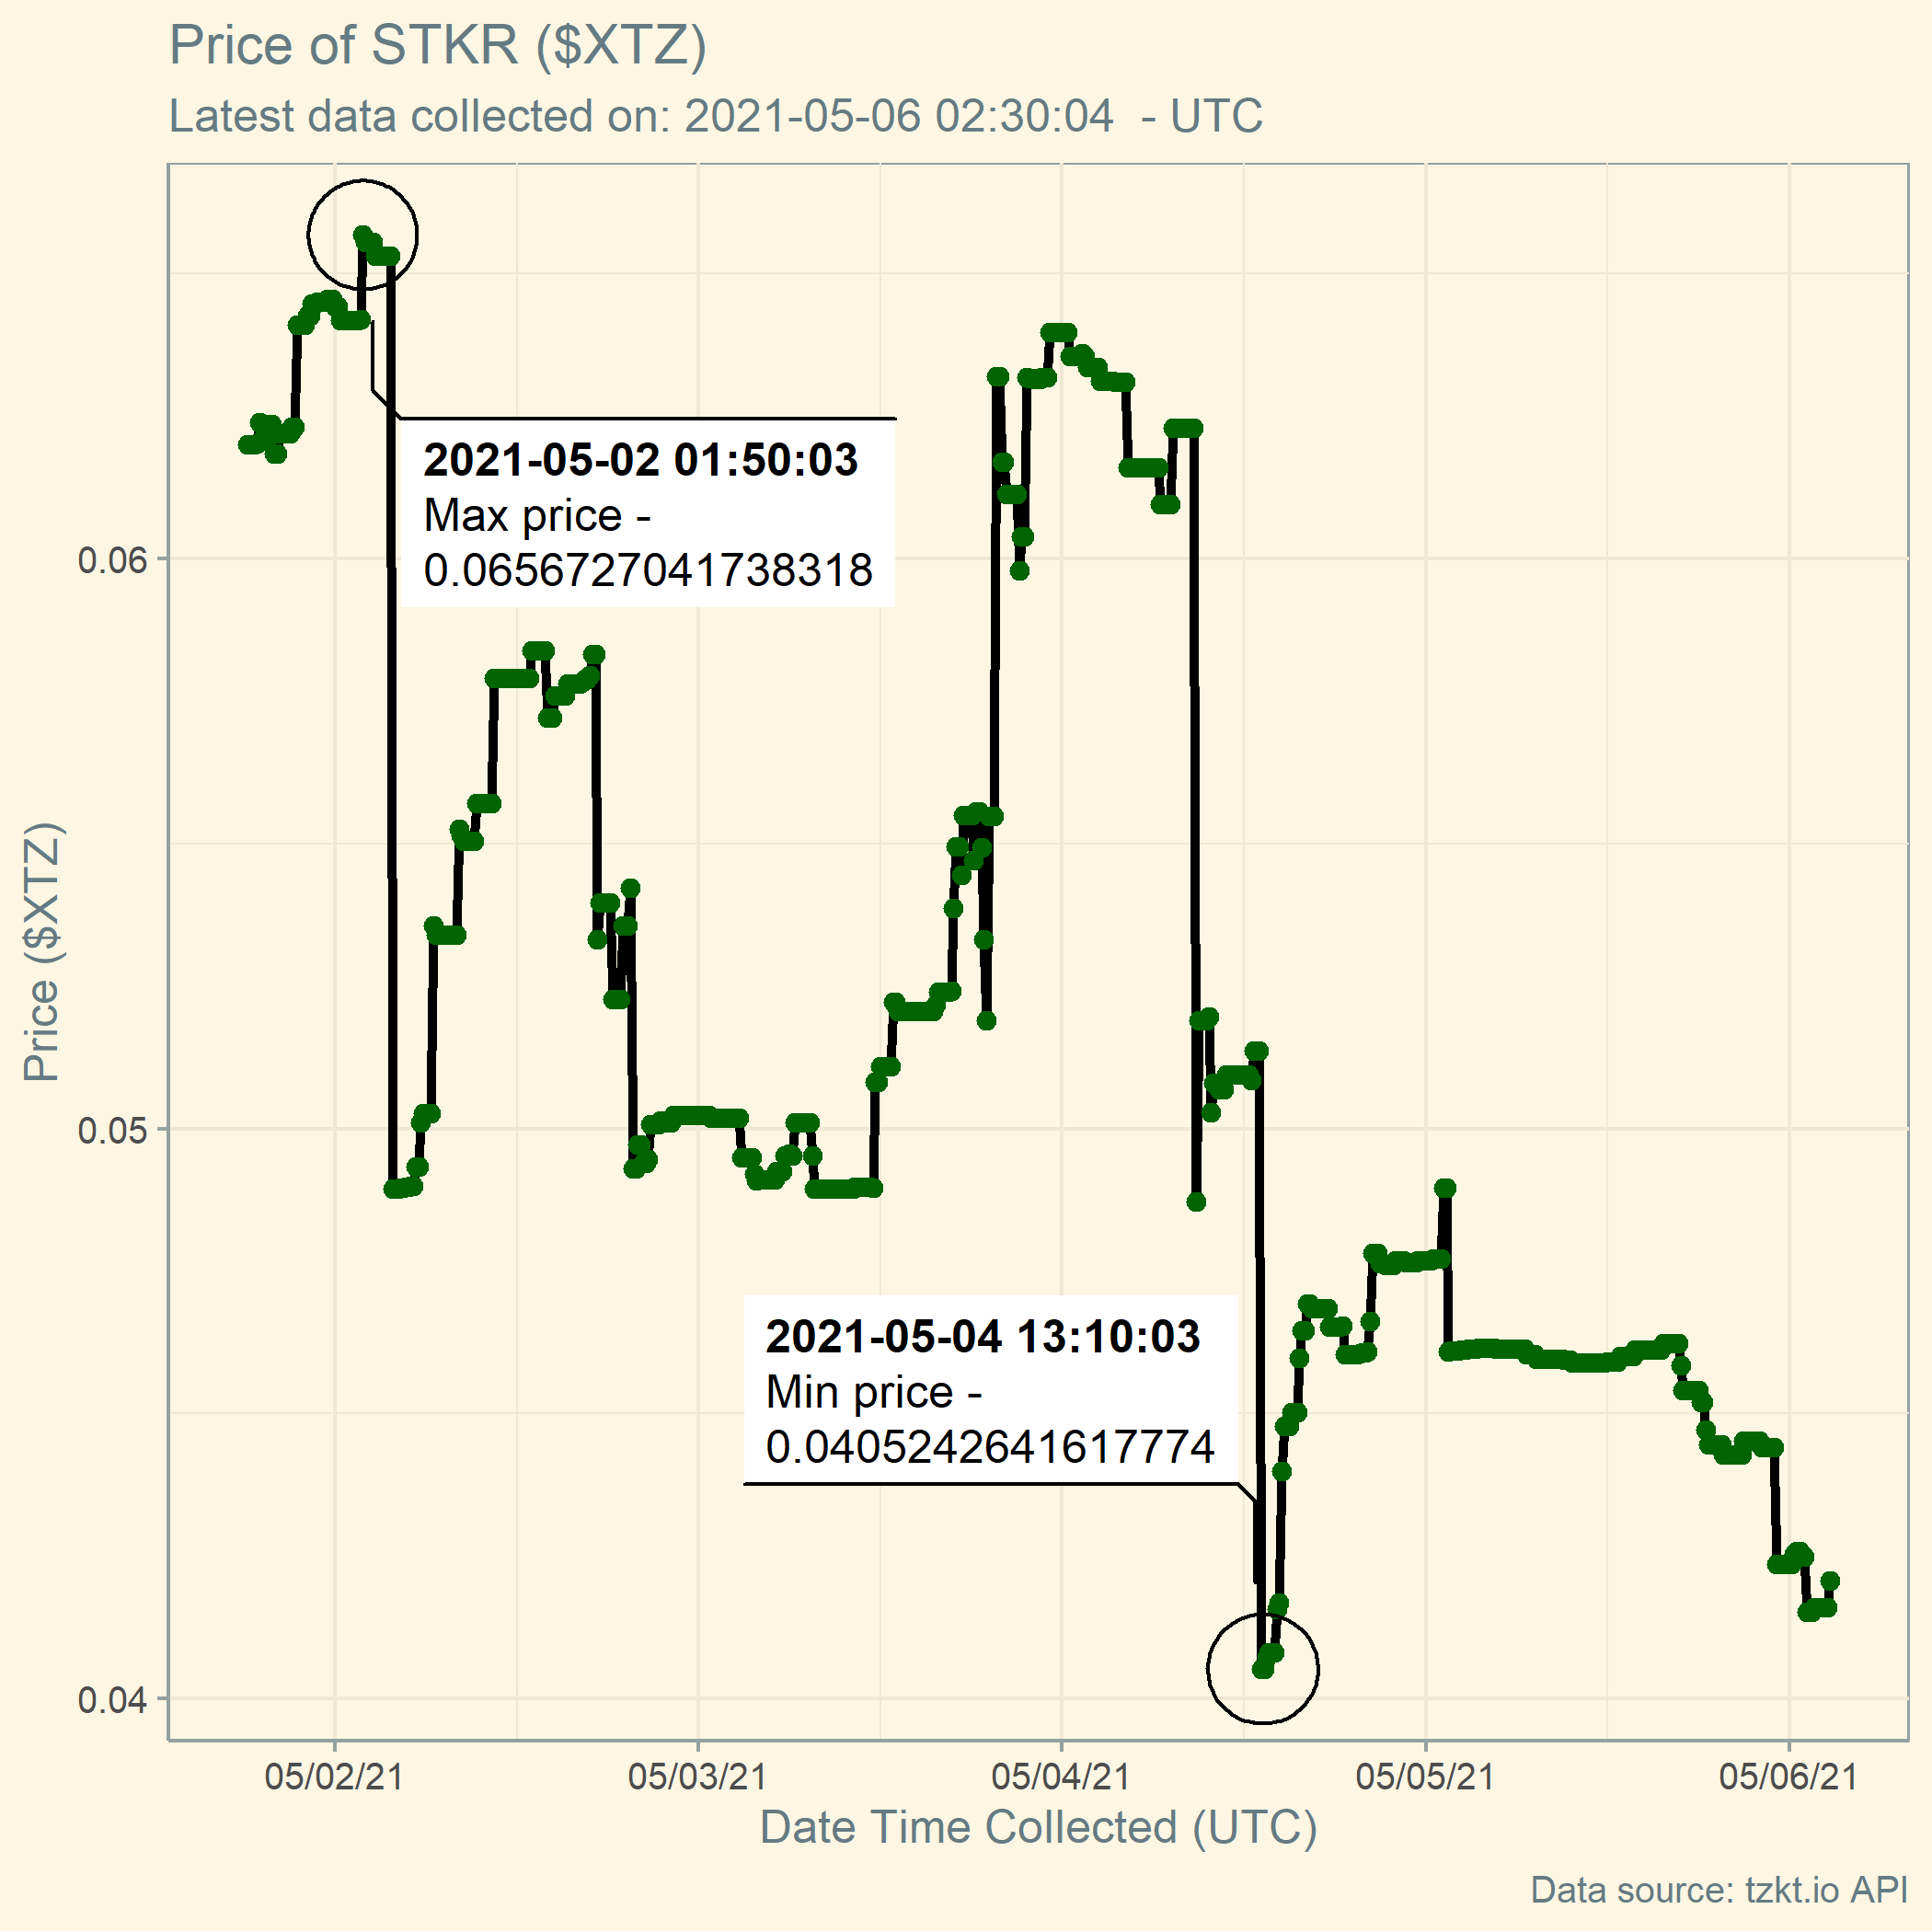 Price of STKR ($XTZ)
Latest data collected on: 2021-05-06 02:30:04  - UTC
2021-05-02 01:50:03
Max price -
0.0656727041738318
0.06
Price ($XTZ)
0.05
2021-05-04 13:10:03
Min price -
0.0405242641617774
0.04
05/02/21
05/03/21
05/04/21
05/05/21
05/06/21
Date Time Collected (UTC)
Data source: tzkt.io API